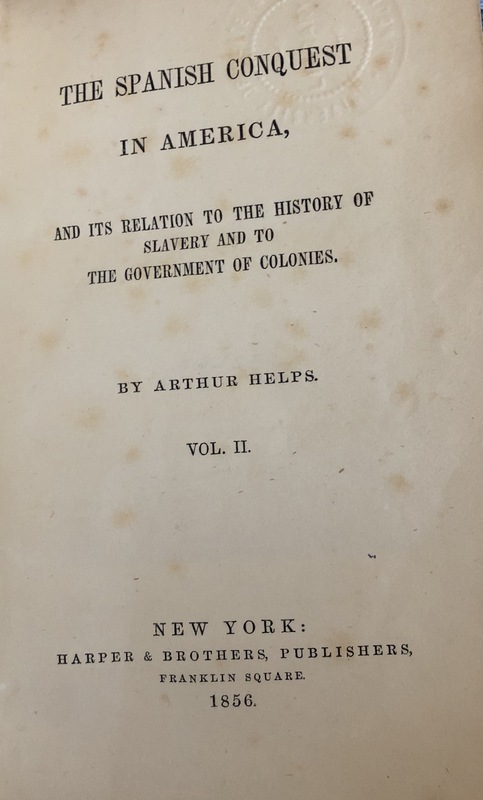 THE SPANISH CONQUEST
IN AMERICA,
AND ITS RELATION TO THE HISTORY OF
SLAVERY AND TO
THE GOVERNMENT OF COLONIES.
BY ARTHUR HELPS.
VOL. II.
NEW YORK:
HARPER & BROTHERS, PUBLISHERS,
FRANKLIN SQUARE.
1856.